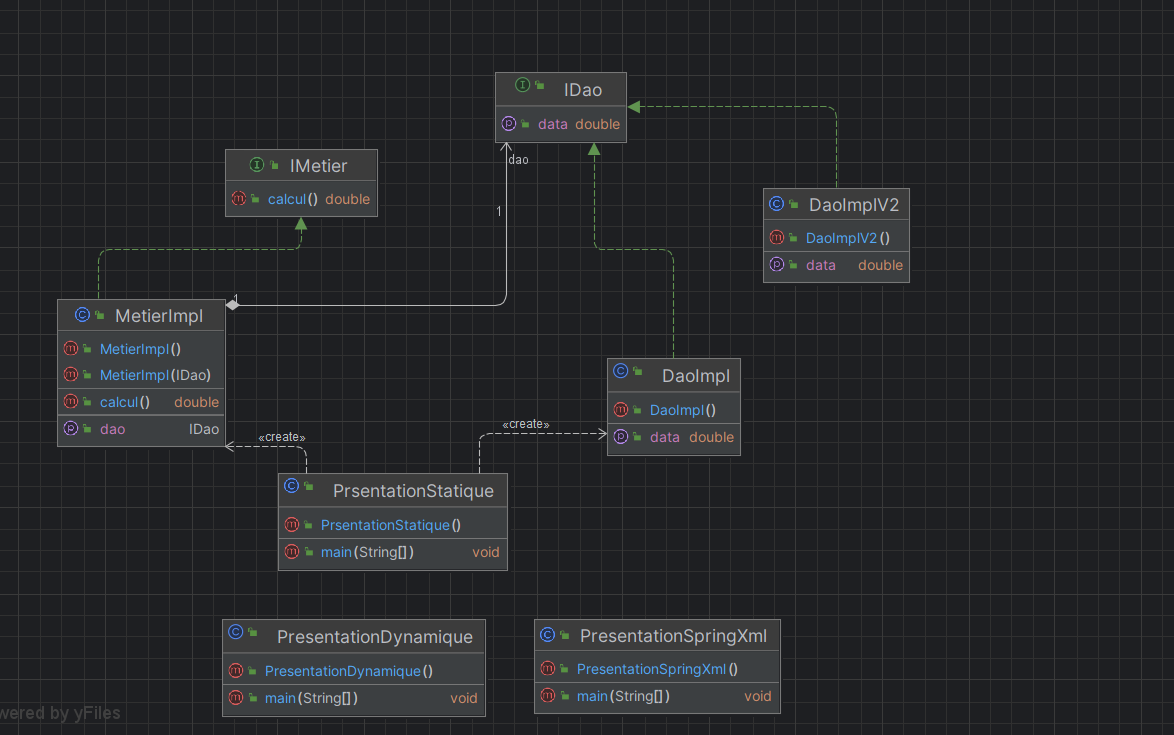 IDao
data double
dao
IMetier
calcul() double
1
DaoImplV2
DaoImplV2()
data double
1
MetierImpl
MetierImpl()
MetierImpl(IDao)
calcul() double
dao IDao
DaoImpl
DaoImpl()
data double
«create»
«create»
PrsentationStatique
PrsentationStatique()
main(String[]) void
PresentationDynamique
PresentationDynamique()
main(String[]) void
PresentationSpringXml
PresentationSpringXml()
main(String[]) void
wered by yFiles